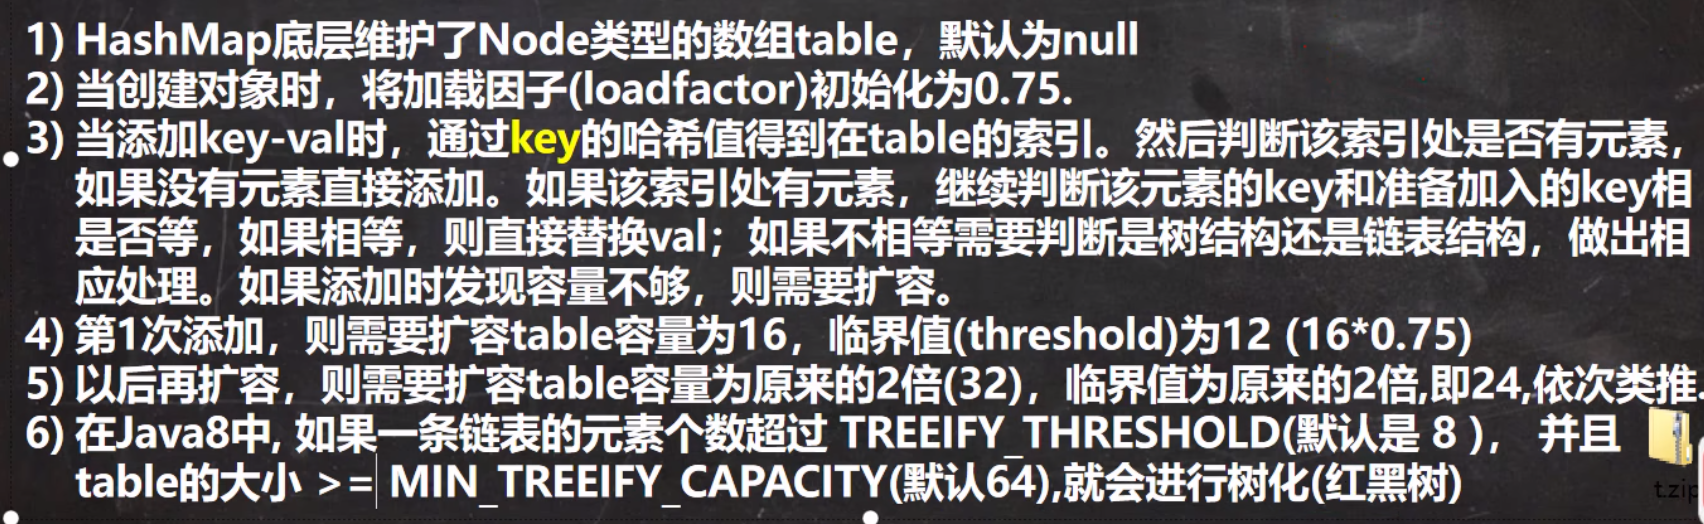 1) HashMap底层维护了Node类型的数组table，默认为null
2) 当创建对象时，将加载因子(loadfactor)初始化为0.75.
3) 当添加key-val时，通过key的哈希值得到在table的索引。然后判断该索引处是否有元素，
如果没有元素直接添加。如果该索引处有元素，继续判断该元素的key和准备加入的key相
是否等，如果相等，则直接替换val；如果不相等需要判断是树结构还是链表结构，做出相
应处理。如果添加时发现容量不够，则需要扩容。
4) 第1次添加，则需要扩容table容量为16，临界值(threshold)为12 (16*0.75)
5) 以后再扩容，则需要扩容table容量为原来的2倍(32)，临界值为原来的2倍,即24,依次类推.
6) 在Java8中, 如果一条链表的元素个数超过 TREEIFY_THRESHOLD(默认是 8 )， 并且
table的大小 >= MIN_TREEIFY_CAPACITY(默认64),就会进行树化(红黑树)
t.zip